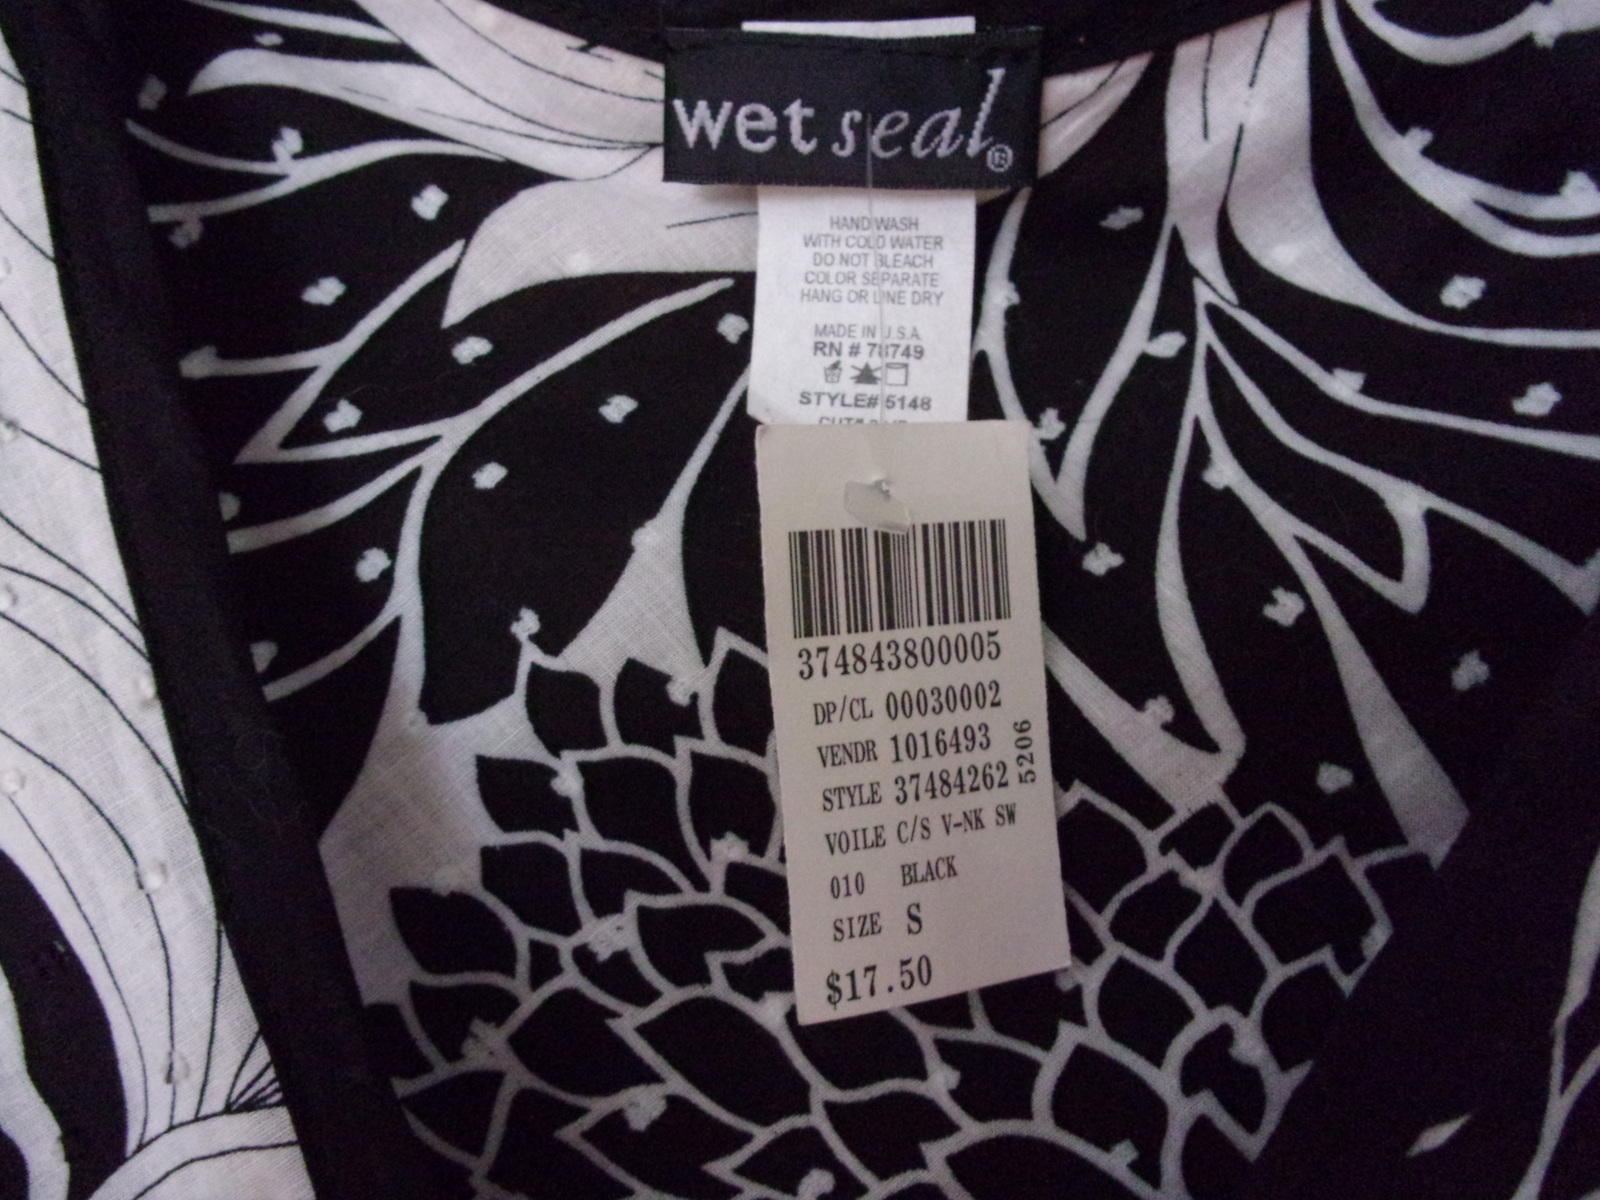 wet seal®
HAND WASH
WITH COLD WATER
DO NOT BLEACH
COLOR SEPARATE
HANG OR LINE DRY
MADE IN U.S.A.
RN # 78749
STYLE# 5148
374843800005
DP/CL 00030002
VENDR 1016493
STYLE 37484262
5206
VOILE C/S V-NK SW
010 BLACK
SIZE S
$17.50